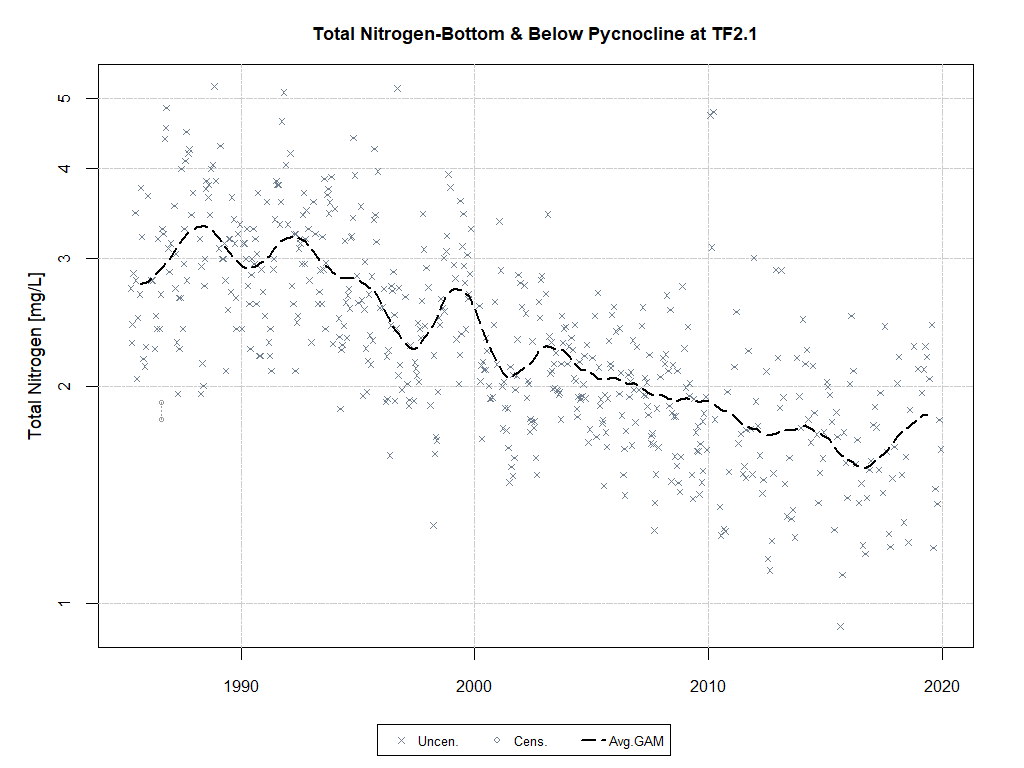 Total Nitrogen-Bottom & Below Pycnocline at TF2.1
Total Nitrogen [mg/L]
5
4
3
2
1
1990 2000 2010 2020
Uncen. Cens. Avg.GAM